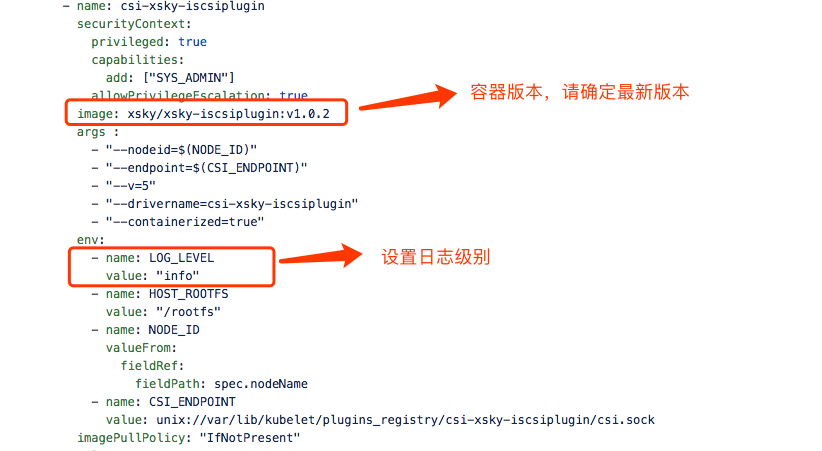 - name: csi-xsky-iscsiplugin
securityContext:
privileged: true
capabilities:
add: ["SYS_ADMIN"]
allowPrivilegeEscalation: true
容器版本，请确定最新版本
image: xsky/xsky-iscsiplugin:v1.0.2
args :
- "--nodeid=$(NODE_ID)"
- "--endpoint=$(CSI_ENDPOINT)"
- "--v=5"
- "--drivername=csi-xsky-iscsiplugin"
- "--containerized=true"
env:
- name: LOG_LEVEL
设置日志级别
value: "info"
- name: HOST_ROOTFS
value: "/rootfs"
- name: NODE_ID
valueFrom:
fieldRef:
fieldPath: spec.nodeName
- name: CSI_ENDPOINT
value: unix://var/lib/kubelet/plugins_registry/csi-xsky-iscsiplugin/csi.sock
imagePullPolicy: "IfNotPresent"